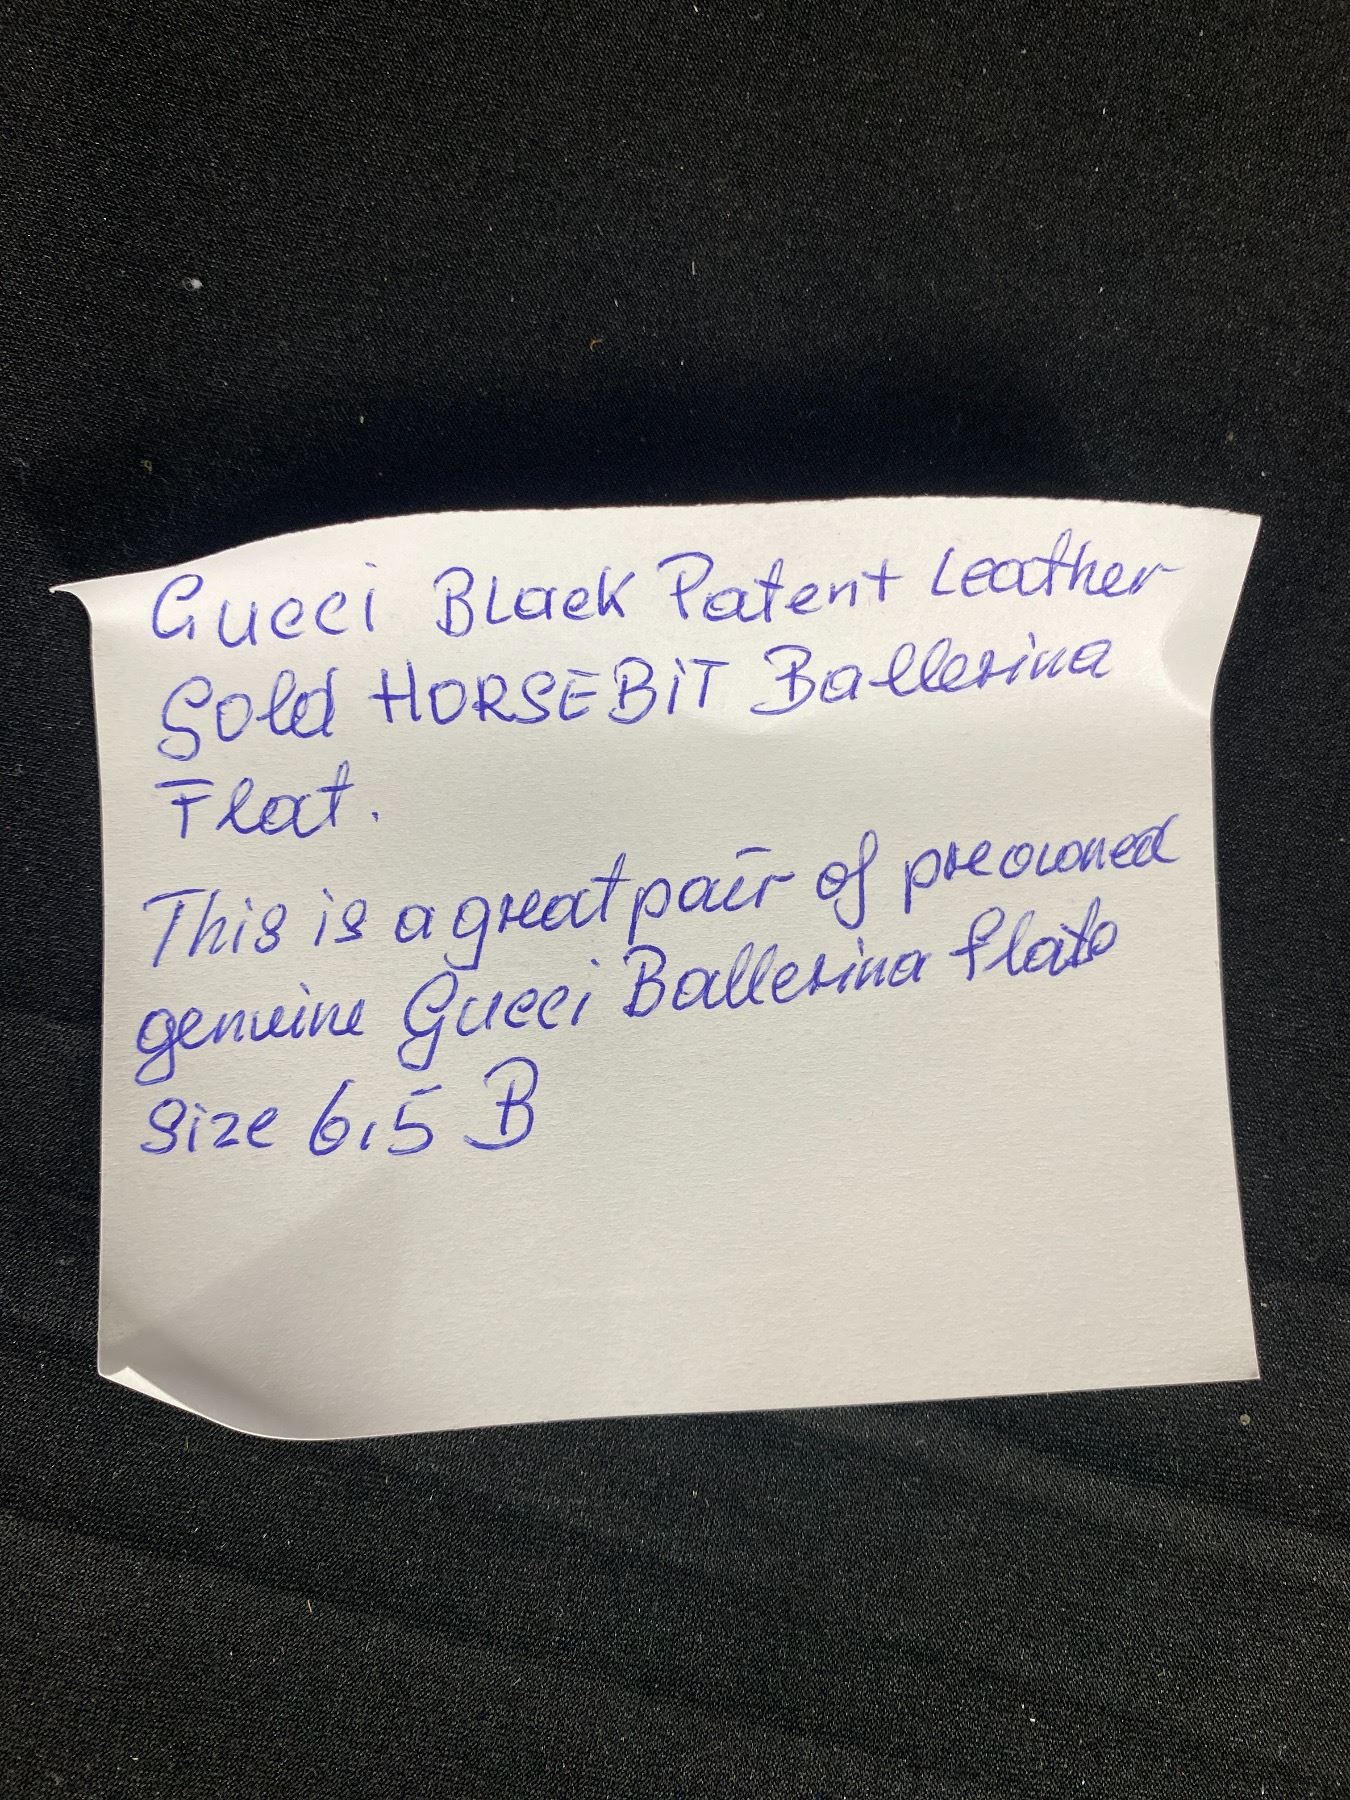 Gucci Black Patent Leather
Gold HORSEBIT Ballerina
Flat.
This is a great pair of preowned
genuine Gucci Ballerina flats
size 6,5 B